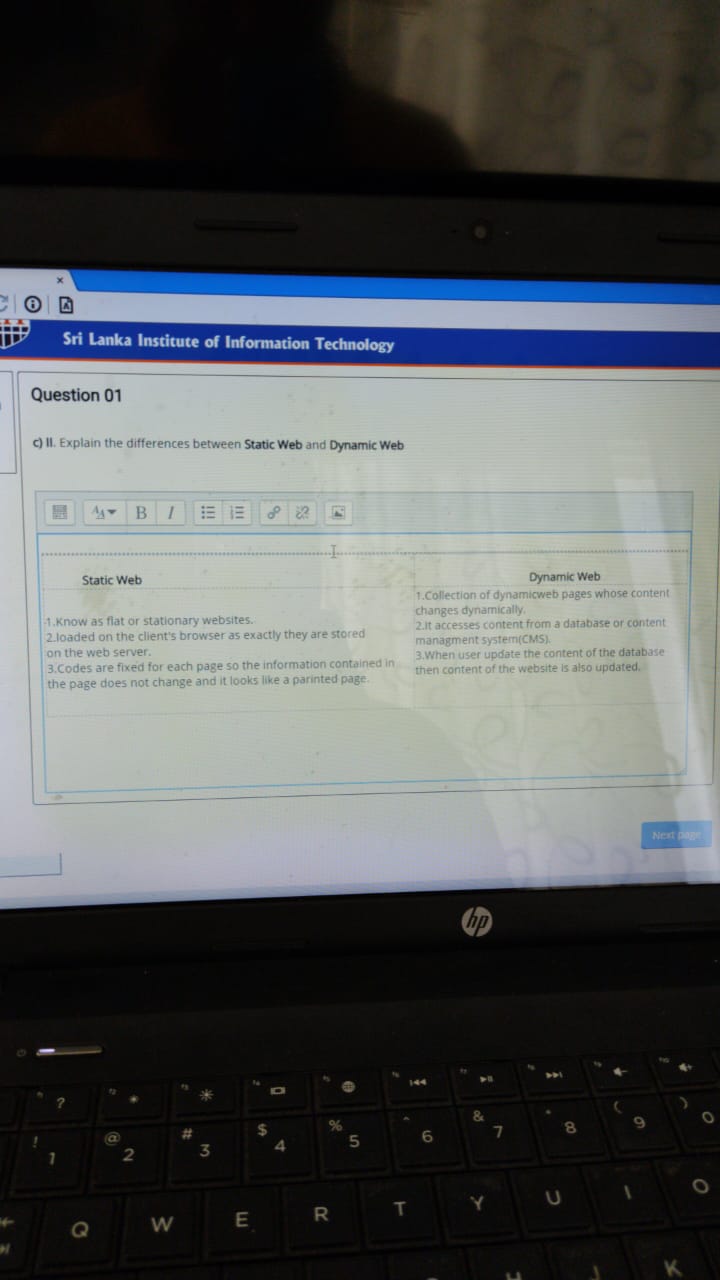 Sri Lanka Institute of Information Technology
Question 01
c) II. Explain the differences between Static Web and Dynamic Web
B I
Static Web
Dynamic Web
1.Know as flat or stationary websites.
2.loaded on the client's browser as exactly they are stored
on the web server.
3.Codes are fixed for each page so the information contained in
the page does not change and it looks like a parinted page.
1.Collection of dynamicweb pages whose content
changes dynamically.
2.It accesses content from a database or content
managment system(CMS).
3.When user update the content of the database
then content of the website is also updated.
Next page
hp
?
! 1 @ 2 # 3 $ 4 % 5 ^ 6 & 7 * 8 ( 9 ) 0
Q W E R T Y U I O
K